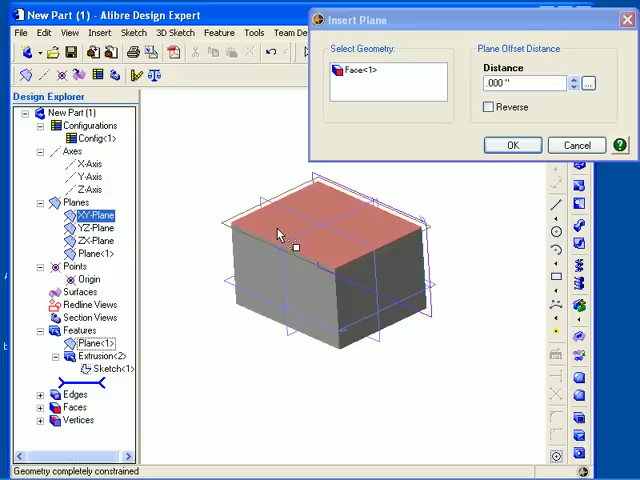 New Part (1) - Alibre Design Expert
File Edit View Insert Sketch 3D Sketch Feature Tools Team De
Design Explorer
New Part (1)
Configurations
Config<1>
Axes
X-Axis
Y-Axis
Z-Axis
Planes
XY-Plane
YZ-Plane
ZX-Plane
Plane<1>
Points
Origin
Surfaces
Redline Views
Section Views
Features
Plane<1>
Extrusion<2>
Sketch<1>
Edges
Faces
Vertices
Geometry completely constrained
Insert Plane
Select Geometry:
Face<1>
Plane Offset Distance
Distance
.000 "
...
Reverse
OK Cancel